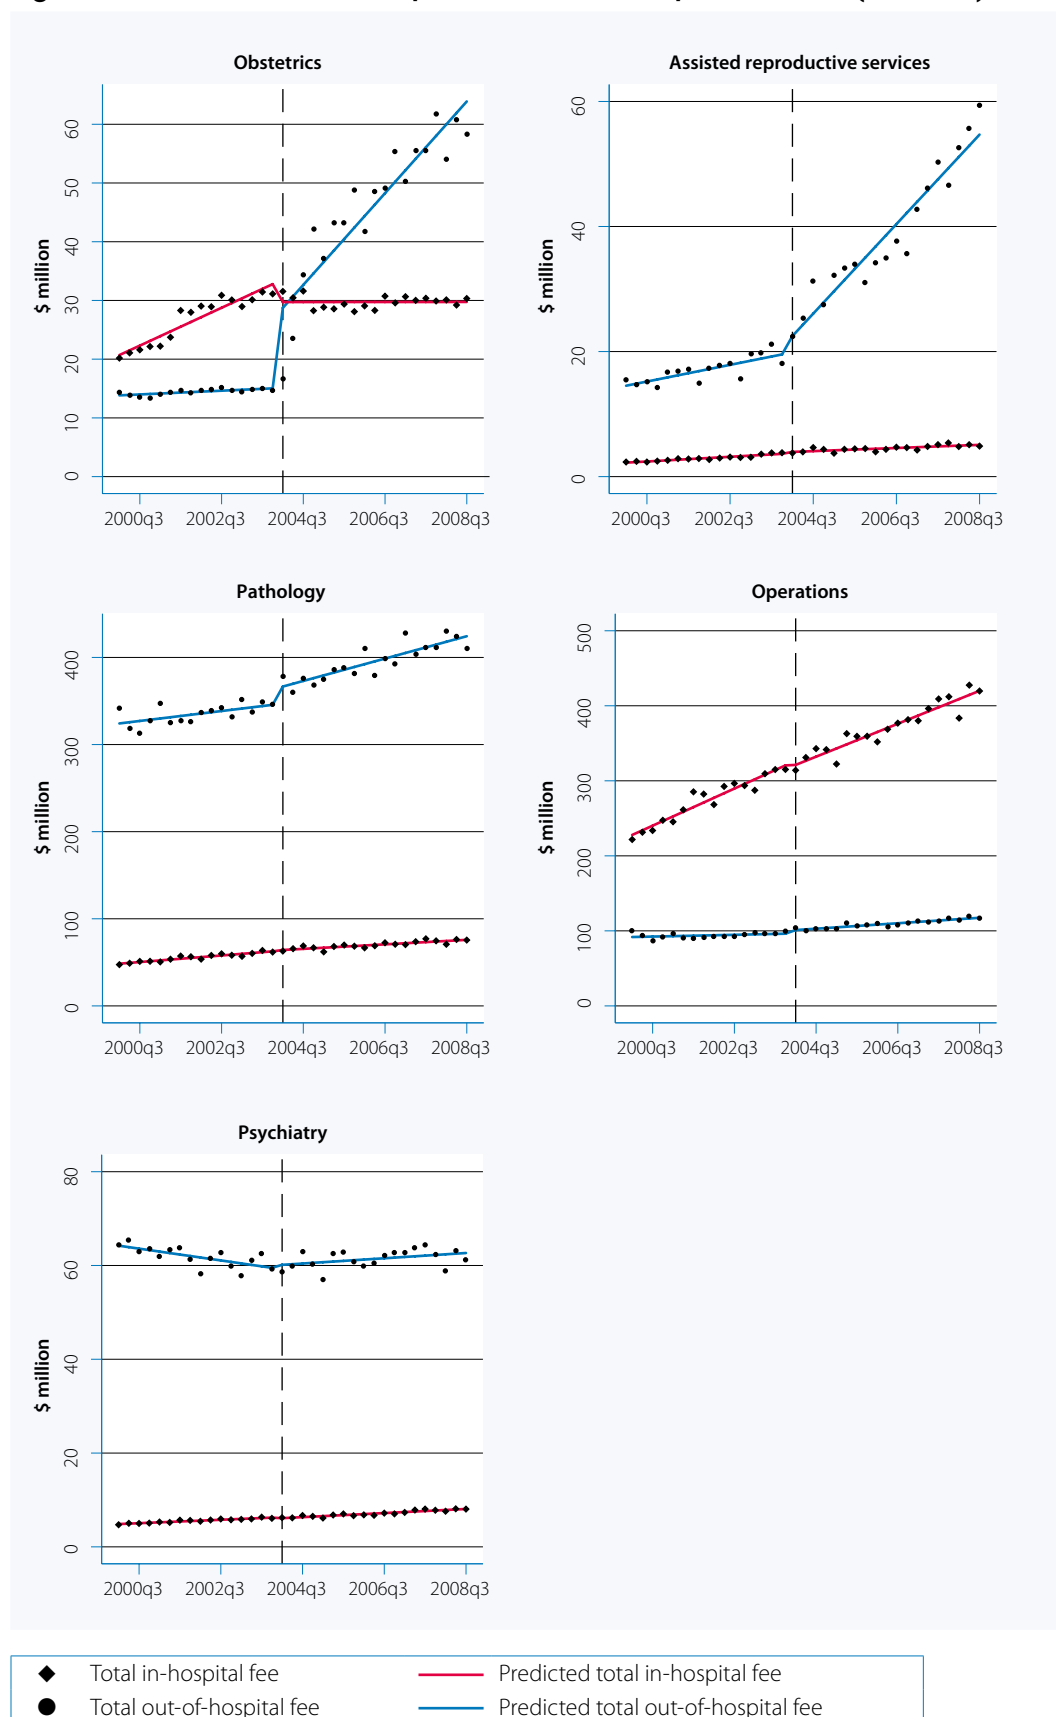 Obstetrics
$ million
60
50
40
30
20
10
0
2000q3 2002q3 2004q3 2006q3 2008q3
Assisted reproductive services
$ million
60
40
20
0
2000q3 2002q3 2004q3 2006q3 2008q3
Pathology
$ million
400
300
200
100
0
2000q3 2002q3 2004q3 2006q3 2008q3
Operations
$ million
500
400
300
200
100
0
2000q3 2002q3 2004q3 2006q3 2008q3
Psychiatry
$ million
80
60
40
20
0
2000q3 2002q3 2004q3 2006q3 2008q3
Total in-hospital fee
Predicted total in-hospital fee
Total out-of-hospital fee
Predicted total out-of-hospital fee